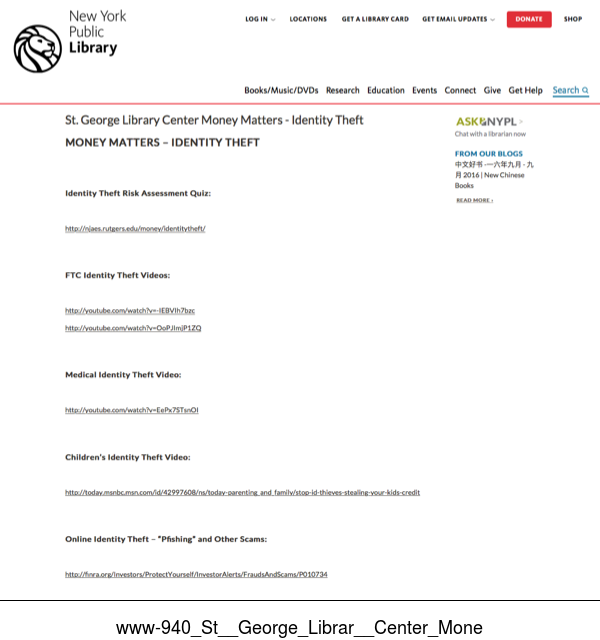 New York
Public
Library
LOG IN
LOCATIONS
GET A LIBRARY CARD
GET EMAIL UPDATES
DONATE
SHOP
Books/Music/DVDs Research Education Events Connect Give Get Help Search
St. George Library Center Money Matters - Identity Theft
MONEY MATTERS – IDENTITY THEFT
Identity Theft Risk Assessment Quiz:
http://njaes.rutgers.edu/money/identitytheft/
FTC Identity Theft Videos:
http://youtube.com/watch?v=-IEBVIh7bzc
http://youtube.com/watch?v=OoPJImjP1ZQ
Medical Identity Theft Video:
http://youtube.com/watch?v=EePx7STsnOI
Children's Identity Theft Video:
http://today.msnbc.msn.com/id/42997608/ns/today-parenting_and_family/stop-id-thieves-stealing-your-kids-credit
Online Identity Theft – "Pfishing" and Other Scams:
http://finra.org/Investors/ProtectYourself/InvestorAlerts/FraudsAndScams/P010734
ASK NYPL
Chat with a librarian now
FROM OUR BLOGS
中文好书 -一六年九月 - 九
月 2016 | New Chinese
Books
READ MORE ›
www-940_St__George_Librar__Center_Mone